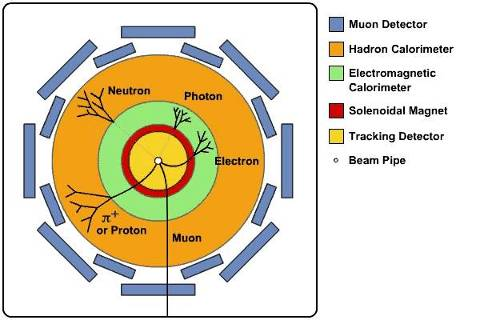 Neutron
Photon
Electron
π+
or Proton
Muon
Muon Detector
Hadron Calorimeter
Electromagnetic
Calorimeter
Solenoidal Magnet
Tracking Detector
Beam Pipe